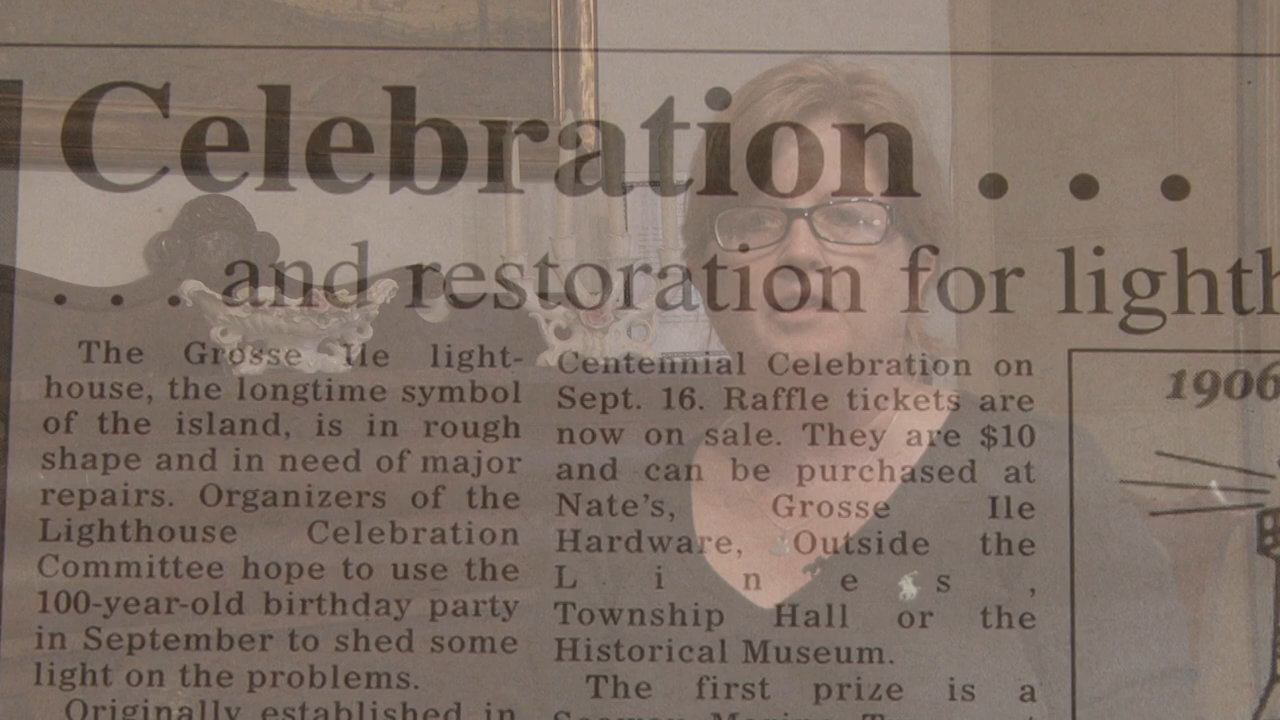 Celebration . . .
. . . and restoration for lighth
The Grosse Ile light-
house, the longtime symbol
of the island, is in rough
shape and in need of major
repairs. Organizers of the
Lighthouse Celebration
Committee hope to use the
100-year-old birthday party
in September to shed some
light on the problems.
Originally established in
Centennial Celebration on
Sept. 16. Raffle tickets are
now on sale. They are $10
and can be purchased at
Nate's, Grosse Ile
Hardware, Outside the
L i n e s ,
Township Hall or the
Historical Museum.
The first prize is a
1906